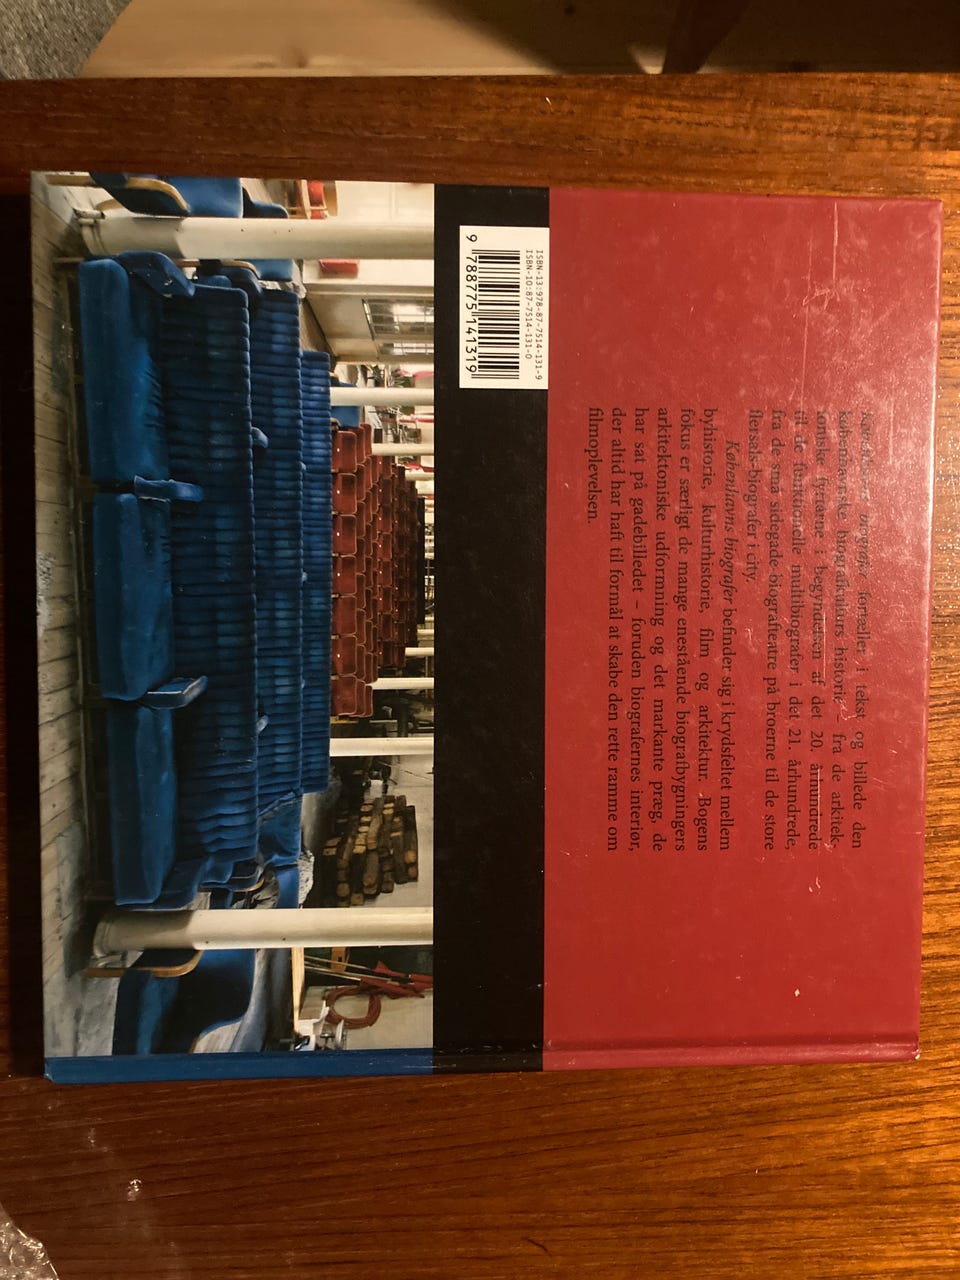 Københavns biografer fortæller i tekst og billede den
københavnske biografkulturs historie – fra de arkitek-
toniske fyrtårne i begyndelsen af det 20. århundrede
til de funktionelle multibiografer i det 21. århundrede,
fra de små sidegade-biografteatre på broerne til de store
flersals-biografer i city.
Københavns biografer befinder sig i krydsfeltet mellem
byhistorie, kulturhistorie, film og arkitektur. Bogens
fokus er særligt de mange enestående biografbygningers
arkitektoniske udformning og det markante præg, de
har sat på gadebilledet – foruden biografernes interiør,
der altid har haft til formål at skabe den rette ramme om
filmoplevelsen.
ISBN-13:978-87-7514-131-9
ISBN-10:87-7514-131-0
9 788775 141319